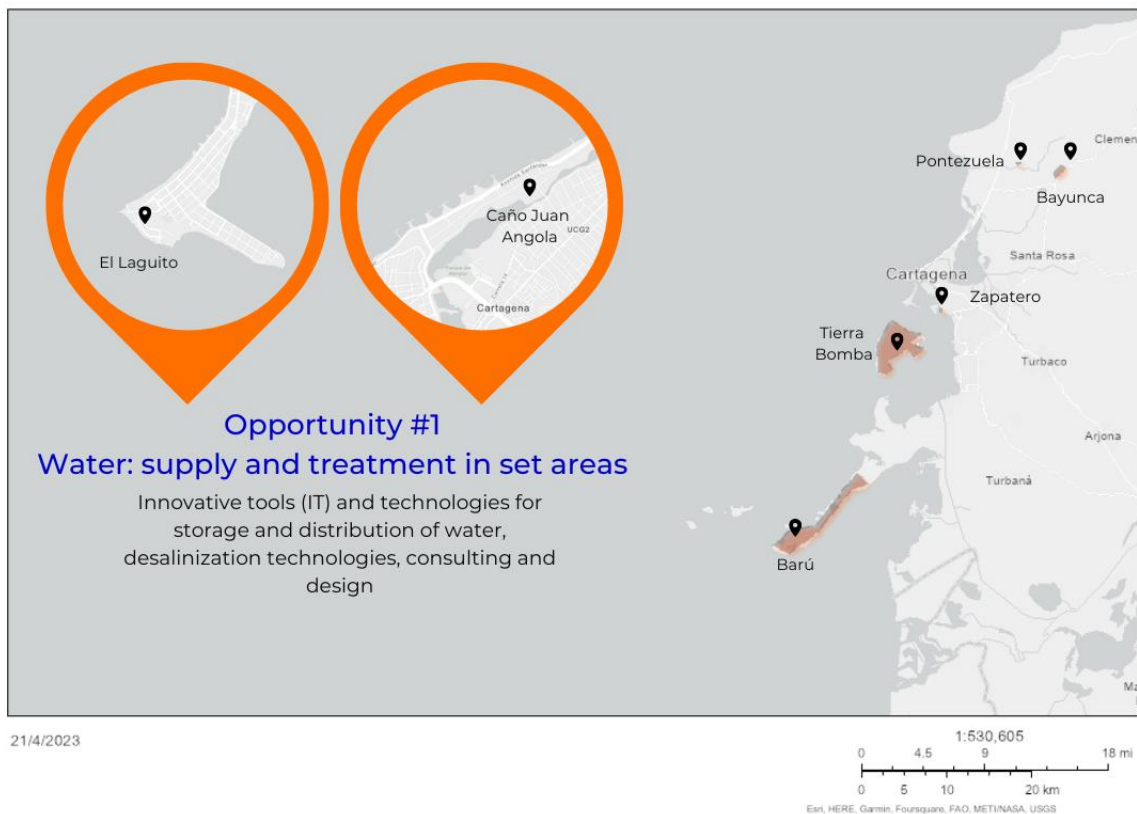 El Laguito
Avenida Santander
Caño Juan
Angola
UCG2
Cartagena
Opportunity #1
Water: supply and treatment in set areas
Innovative tools (IT) and technologies for
storage and distribution of water,
desalinization technologies, consulting and
design
Pontezuela
Clemen
Bayunca
Santa Rosa
Cartagena
Zapatero
Tierra
Bomba
Turbaco
Arjona
Turbaná
Barú
21/4/2023
1:530,605
0 4.5 9 18 mi
0 5 10 20 km
Esri, HERE, Garmin, Foursquare, FAO, METI/NASA, USGS